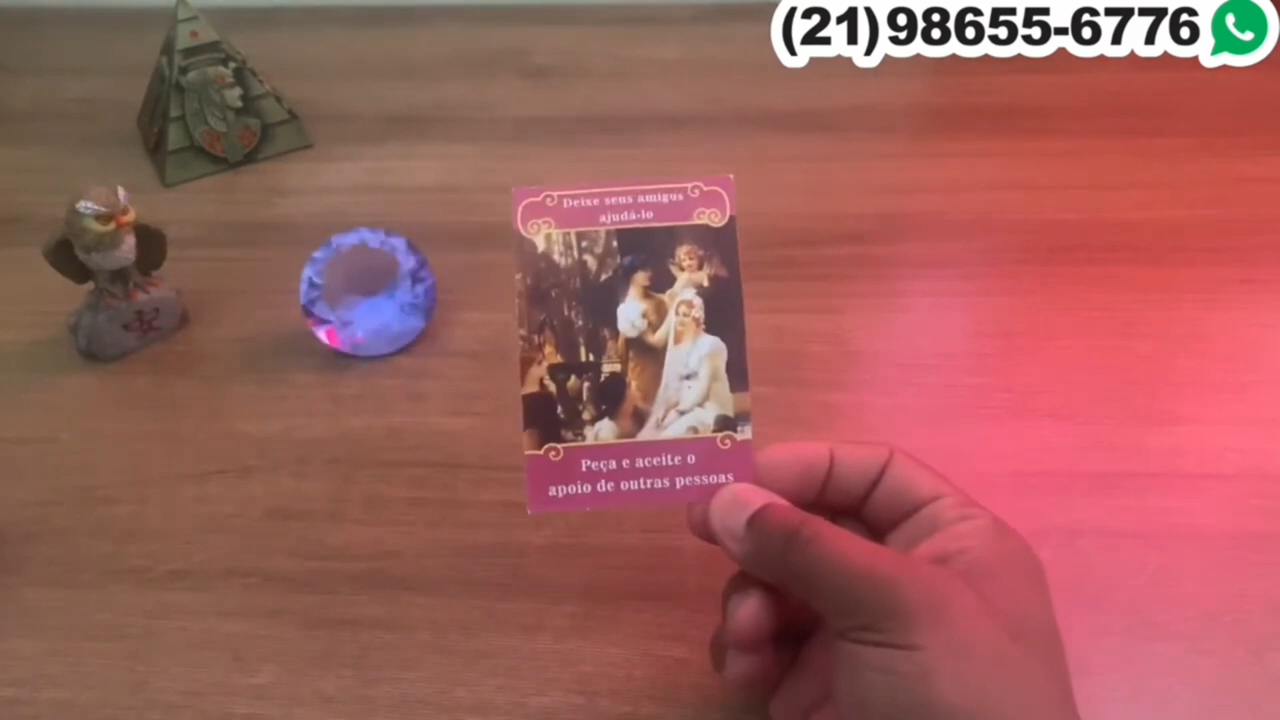 (21)98655-6776
Deixe seus amigos
ajudá-lo
Peça e aceite o
apoio de outras pessoas